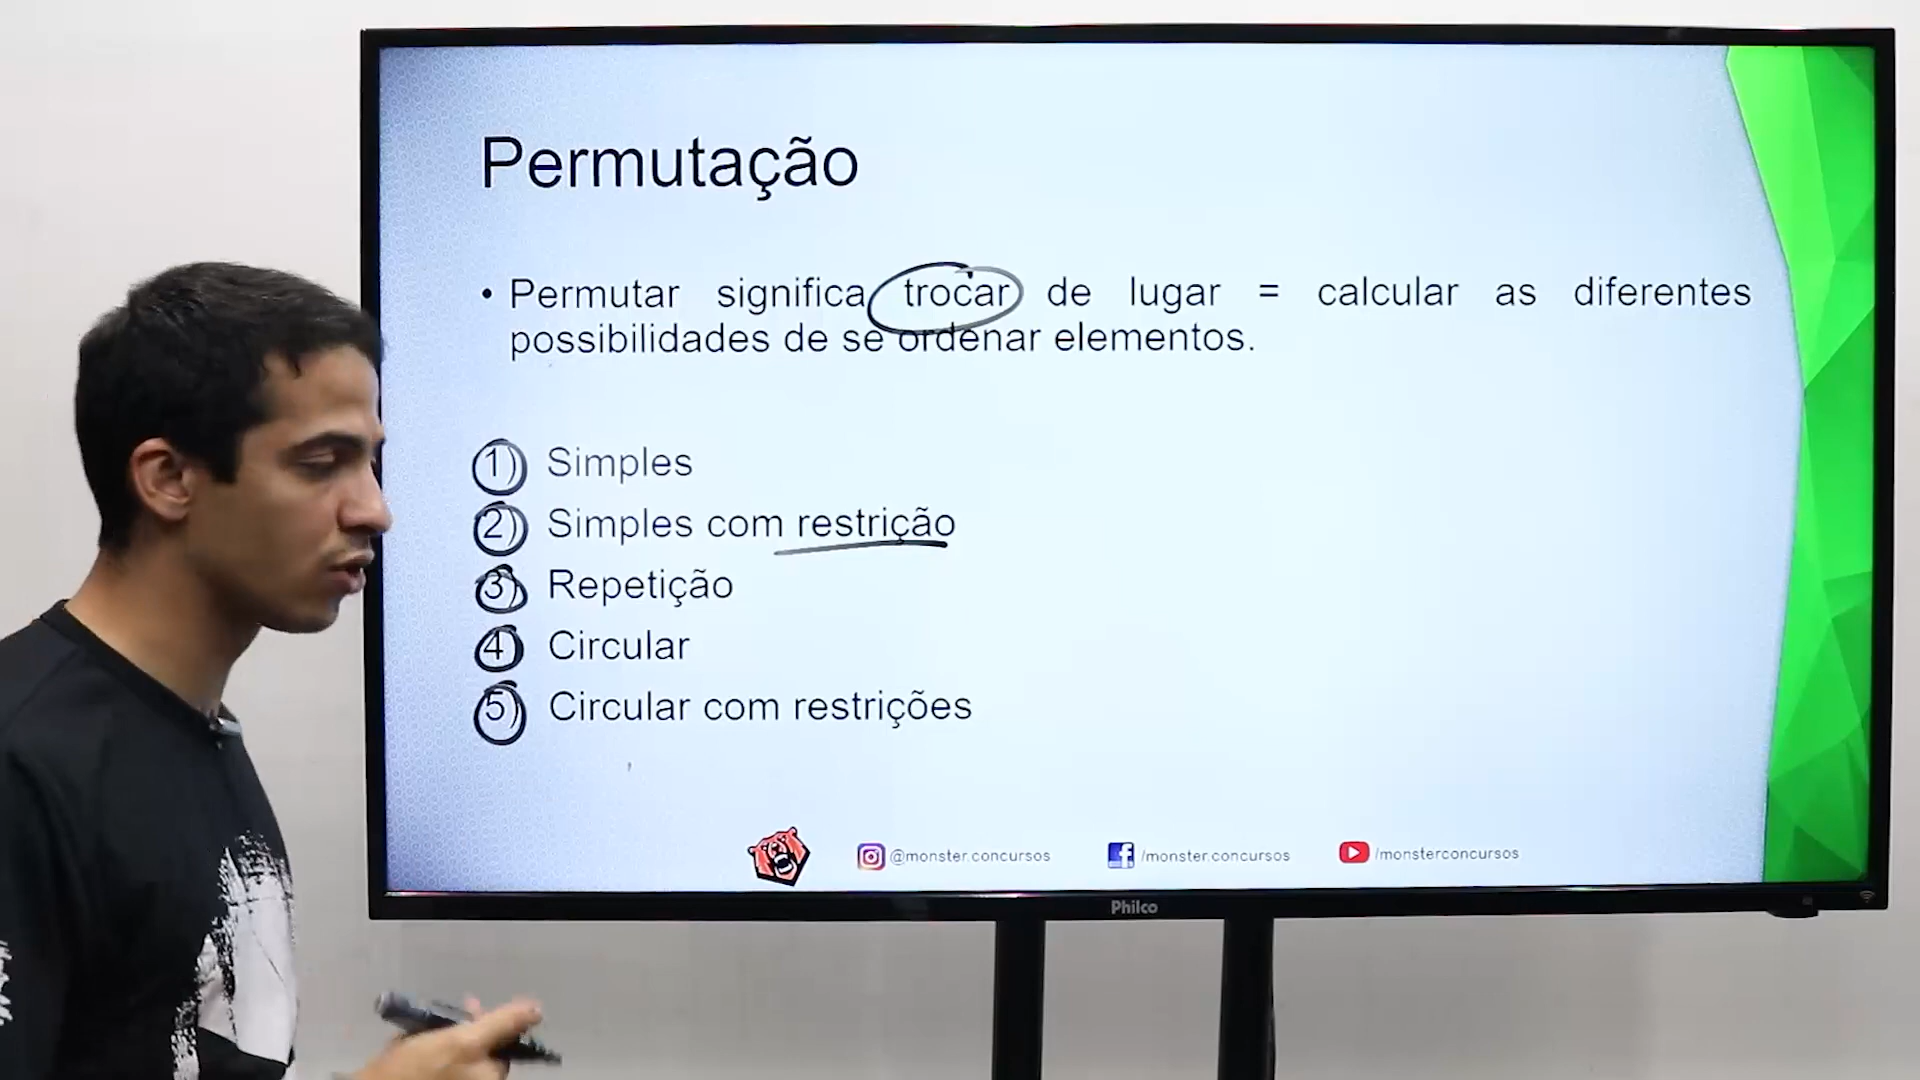 Permutação
• Permutar significa trocar de lugar = calcular as diferentes
possibilidades de se ordenar elementos.
1) Simples
2) Simples com restrição
3) Repetição
4) Circular
5) Circular com restrições
@monster.concursos /monster.concursos /monsterconcursos
Philco